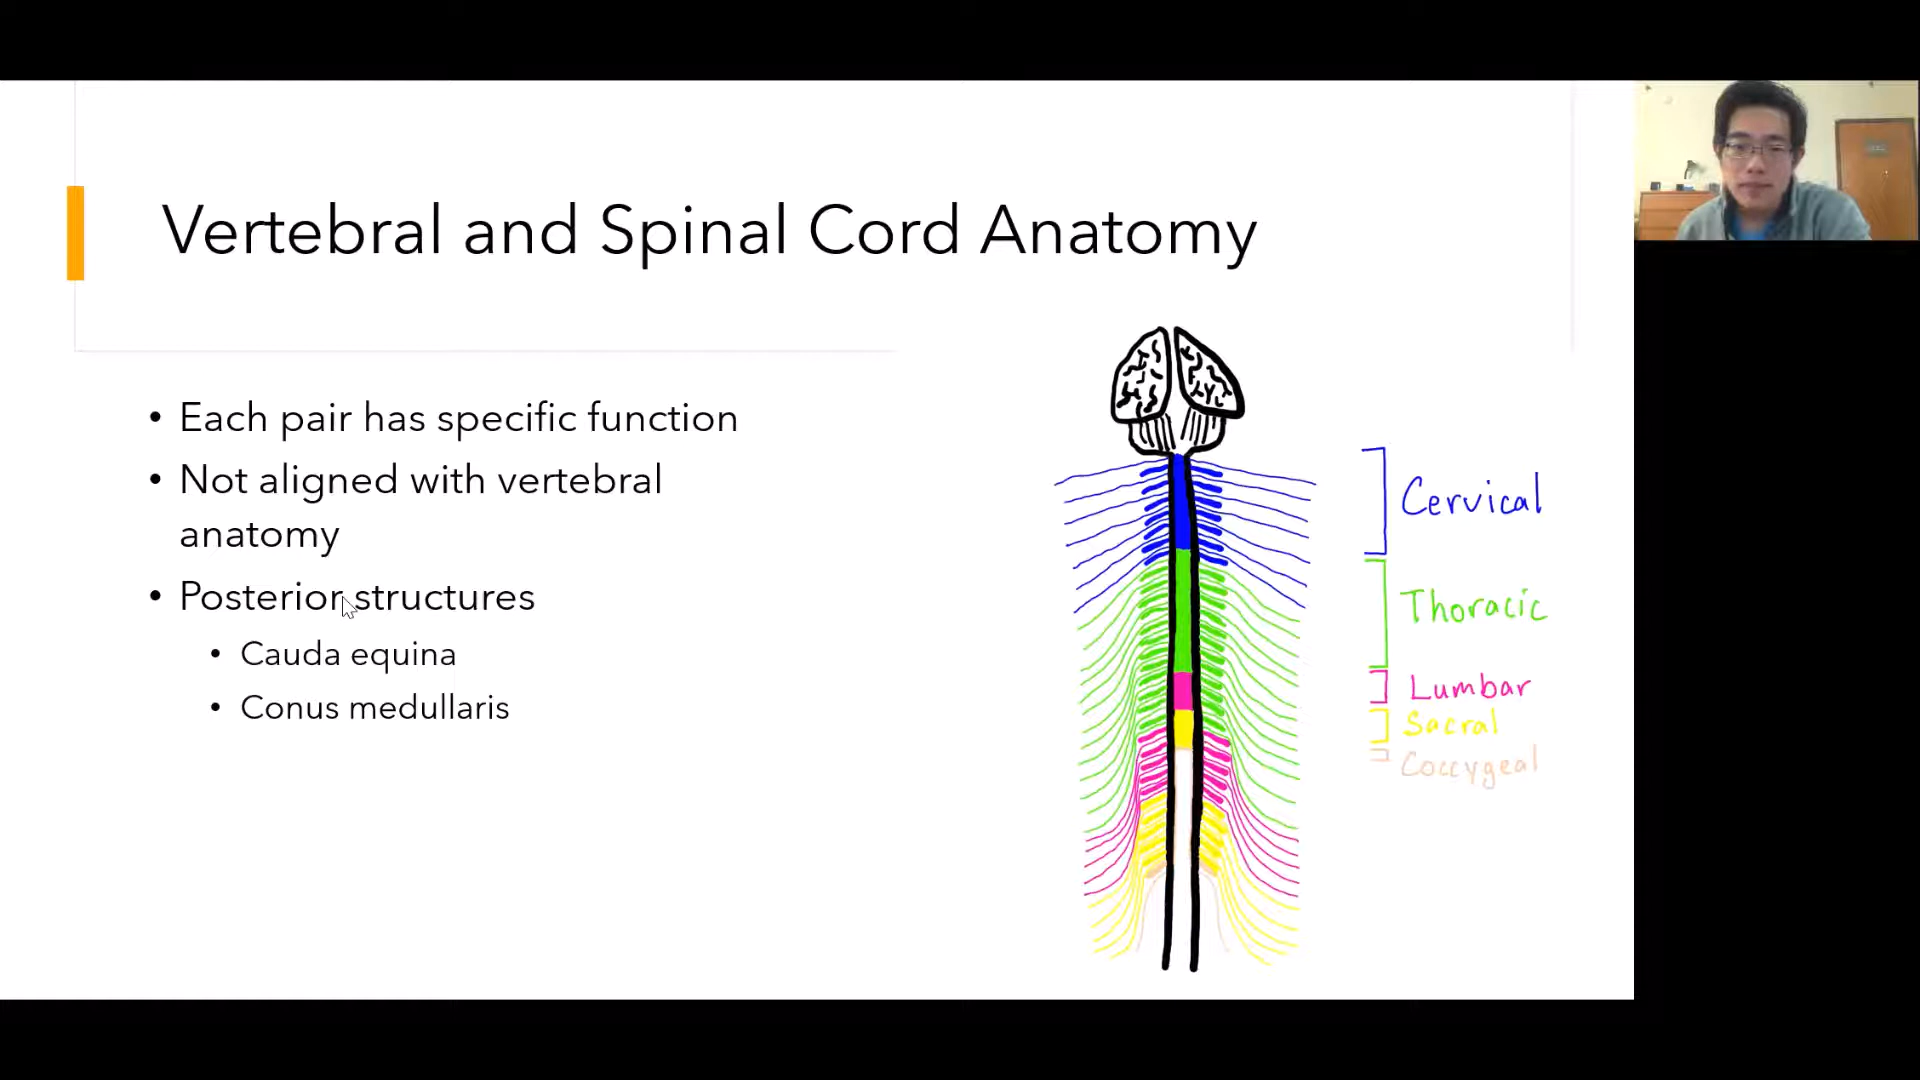 Vertebral and Spinal Cord Anatomy
• Each pair has specific function
• Not aligned with vertebral
anatomy
• Posterior structures
• Cauda equina
• Conus medullaris
Cervical
Thoracic
Lumbar
Sacral
Coccygeal